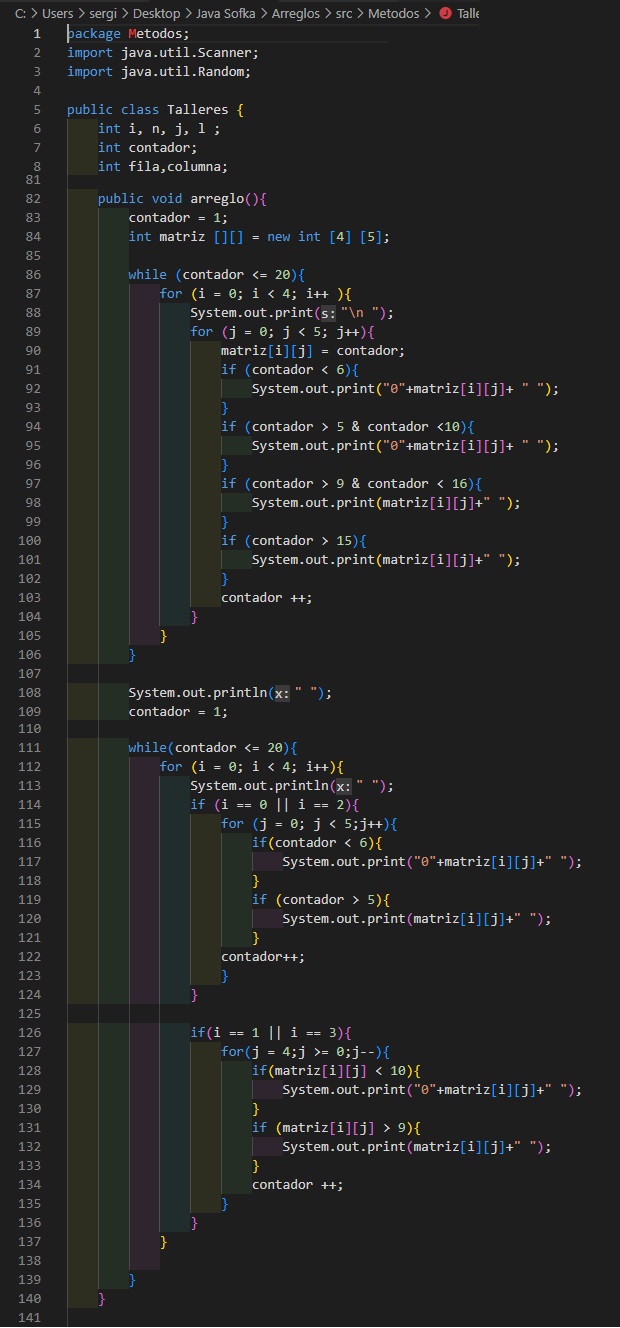 C: > Users > sergi > Desktop > Java Sofka > Arreglos > src > Metodos > Talle
1 package Metodos;
2 import java.util.Scanner;
3 import java.util.Random;
4
5 public class Talleres {
6 int i, n, j, l ;
7 int contador;
8 int fila,columna;
81
82 public void arreglo(){
83 contador = 1;
84 int matriz [][] = new int [4] [5];
85
86 while (contador <= 20){
87 for (i = 0; i < 4; i++ ){
88 System.out.print(s: "\n ");
89 for (j = 0; j < 5; j++){
90 matriz[i][j] = contador;
91 if (contador < 6){
92 System.out.print("0"+matriz[i][j]+ " ");
93 }
94 if (contador > 5 & contador <10){
95 System.out.print("0"+matriz[i][j]+ " ");
96 }
97 if (contador > 9 & contador < 16){
98 System.out.print(matriz[i][j]+" ");
99 }
100 if (contador > 15){
101 System.out.print(matriz[i][j]+" ");
102 }
103 contador ++;
104 }
105 }
106 }
107
108 System.out.println(x: " ");
109 contador = 1;
110
111 while(contador <= 20){
112 for (i = 0; i < 4; i++){
113 System.out.println(x: " ");
114 if (i == 0 || i == 2){
115 for (j = 0; j < 5;j++){
116 if(contador < 6){
117 System.out.print("0"+matriz[i][j]+" ");
118 }
119 if (contador > 5){
120 System.out.print(matriz[i][j]+" ");
121 }
122 contador++;
123 }
124 }
125
126 if(i == 1 || i == 3){
127 for(j = 4;j >= 0;j--){
128 if(matriz[i][j] < 10){
129 System.out.print("0"+matriz[i][j]+" ");
130 }
131 if (matriz[i][j] > 9){
132 System.out.print(matriz[i][j]+" ");
133 }
134 contador ++;
135 }
136 }
137 }
138
139 }
140 }
141